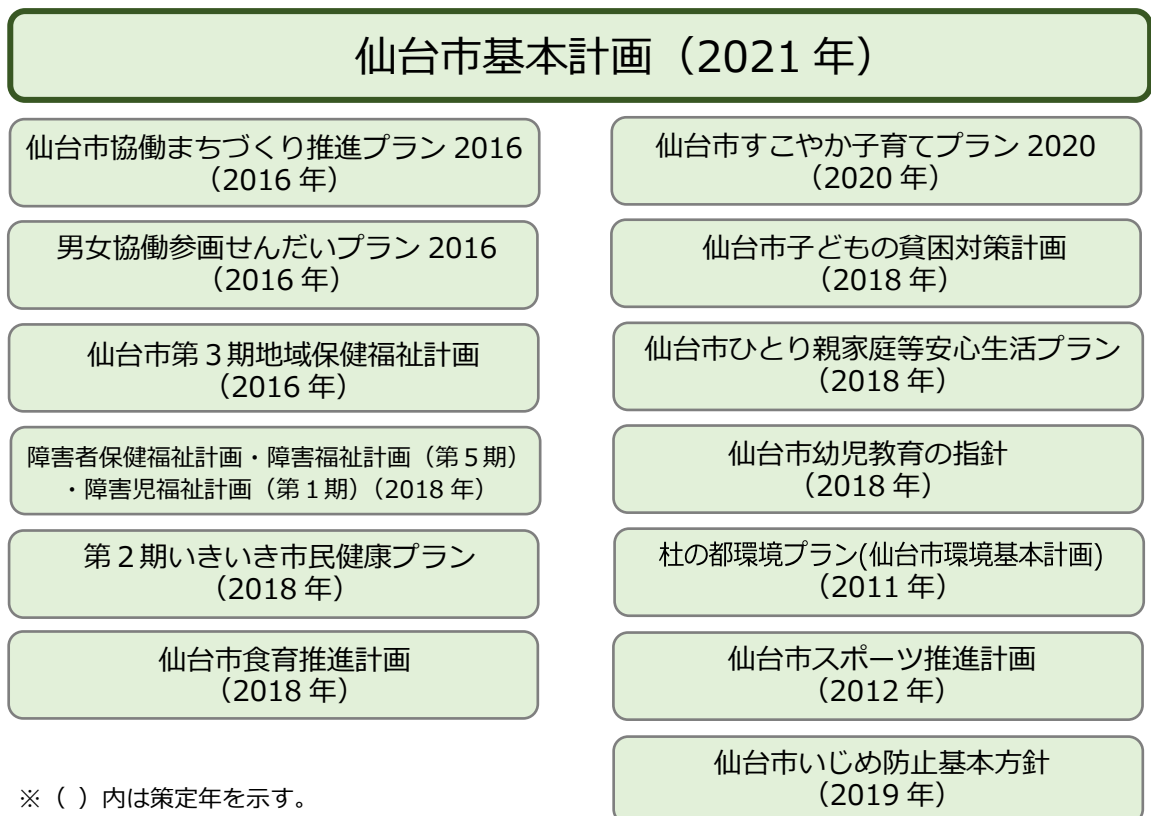 仙台市基本計画（2021 年）
仙台市協働まちづくり推進プラン 2016
（2016 年）
男女協働参画せんだいプラン 2016
（2016 年）
仙台市第３期地域保健福祉計画
（2016 年）
障害者保健福祉計画・障害福祉計画（第５期）
・障害児福祉計画（第１期）（2018 年）
第２期いきいき市民健康プラン
（2018 年）
仙台市食育推進計画
（2018 年）
※（ ）内は策定年を示す。
仙台市すこやか子育てプラン 2020
（2020 年）
仙台市子どもの貧困対策計画
（2018 年）
仙台市ひとり親家庭等安心生活プラン
（2018 年）
仙台市幼児教育の指針
（2018 年）
杜の都環境プラン(仙台市環境基本計画)
（2011 年）
仙台市スポーツ推進計画
（2012 年）
仙台市いじめ防止基本方針
（2019 年）